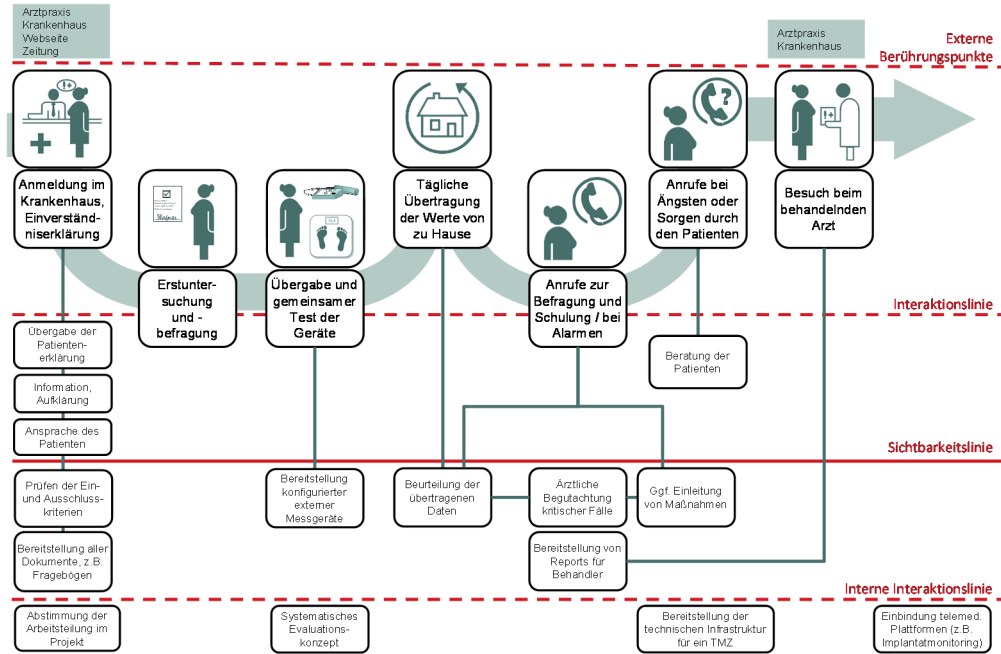 Arztpraxis
Krankenhaus
Webseite
Zeitung
Arztpraxis
Krankenhaus
Externe
Berührungspunkte
Anmeldung im
Krankenhaus,
Einverständ-
niserklärung
Erstunter-
suchung
und -
befragung
Übergabe und
gemeinsamer
Test der
Geräte
Tägliche
Übertragung
der Werte von
zu Hause
Anrufe zur
Befragung und
Schulung / bei
Alarmen
Anrufe bei
Ängsten oder
Sorgen durch
den Patienten
Besuch beim
behandelnden
Arzt
Interaktionslinie
Übergabe der
Patienten-
erklärung
Information,
Aufklärung
Ansprache des
Patienten
Beratung der
Patienten
Sichtbarkeitslinie
Prüfen der Ein-
und Ausschluss-
kriterien
Bereitstellung aller
Dokumente, z.B.
Fragebögen
Bereitstellung
konfigurierter
externer
Messgeräte
Beurteilung der
übertragenen
Daten
Ärztliche
Begutachtung
kritischer Fälle
Ggf. Einleitung
von Maßnahmen
Bereitstellung von
Reports für
Behandler
Interne Interaktionslinie
Abstimmung der
Arbeitsteilung im
Projekt
Systematisches
Evaluations-
konzept
Bereitstellung der
technischen Infrastruktur
für ein TMZ
Einbindung telemed.
Plattformen (z.B.
Implantatmonitoring)